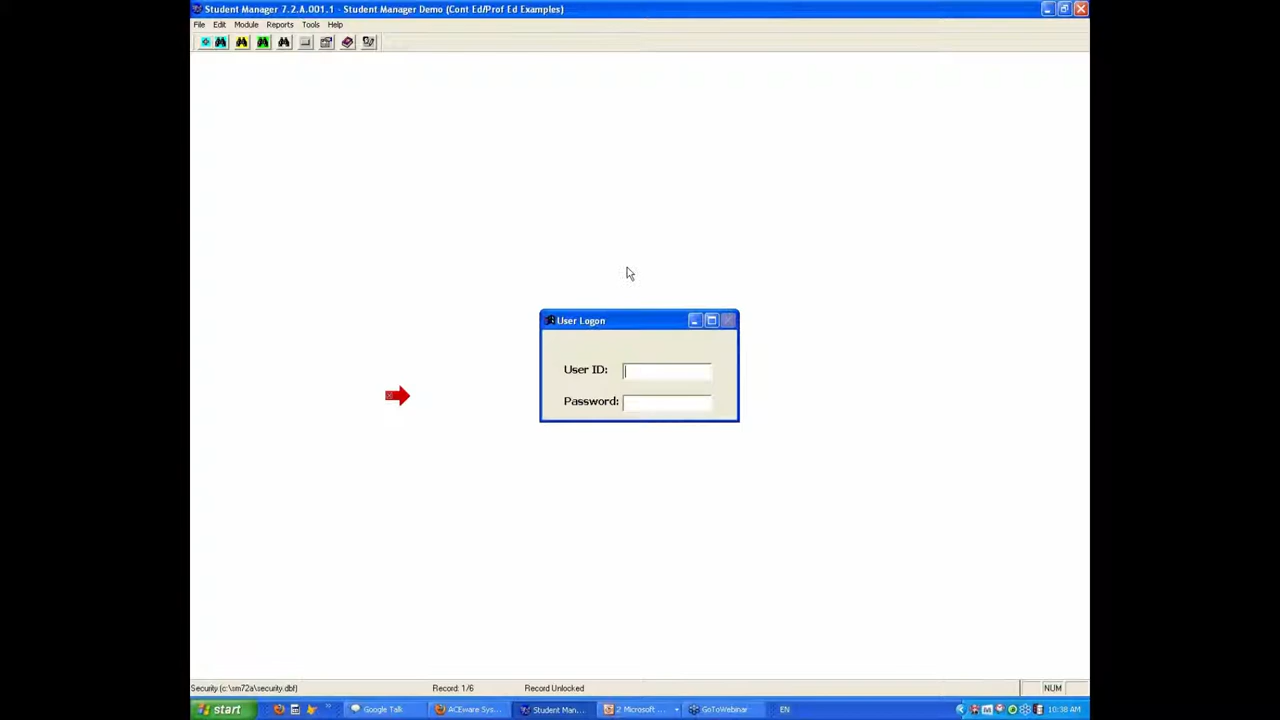 Student Manager 7.2.A.001.1 - Student Manager Demo (Cont Ed/Prof Ed Examples)
File Edit Module Reports Tools Help
User Logon
User ID:
Password:
Security (c:\sm72a\security.dbf) Record: 1/6 Record Unlocked NUM
start Google Talk ACEware Sys... Student Man... 2 Microsoft ... GoToWebinar EN 10:38 AM